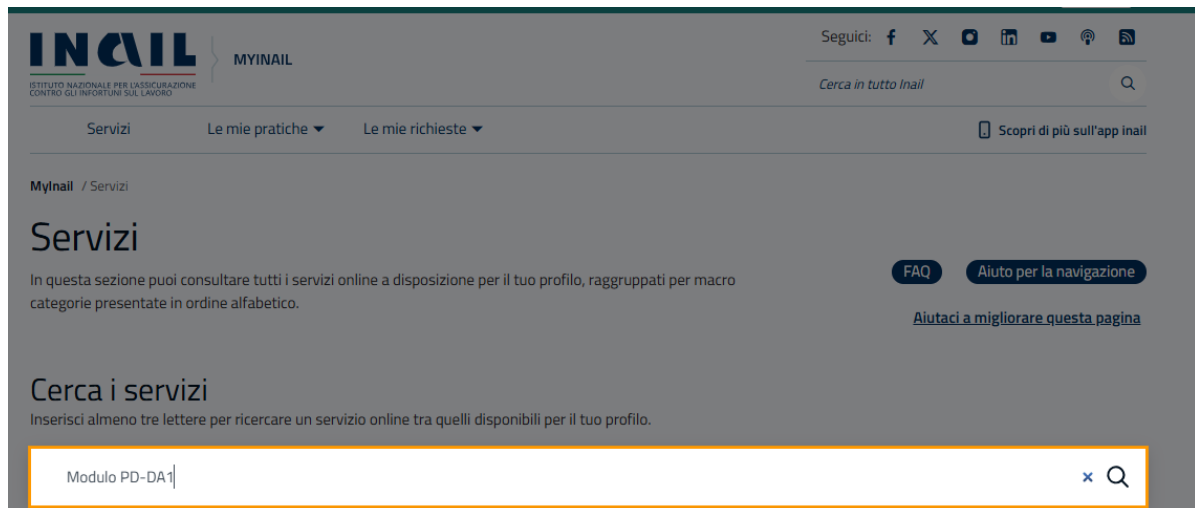 INAIL
ISTITUTO NAZIONALE PER L'ASSICURAZIONE
CONTRO GLI INFORTUNI SUL LAVORO
MYINAIL
Seguici:
Cerca in tutto Inail
Servizi Le mie pratiche Le mie richieste Scopri di più sull'app inail
MyInail / Servizi
Servizi
In questa sezione puoi consultare tutti i servizi online a disposizione per il tuo profilo, raggruppati per macro
categorie presentate in ordine alfabetico.
FAQ Aiuto per la navigazione
Aiutaci a migliorare questa pagina
Cerca i servizi
Inserisci almeno tre lettere per ricercare un servizio online tra quelli disponibili per il tuo profilo.
Modulo PD-DA1